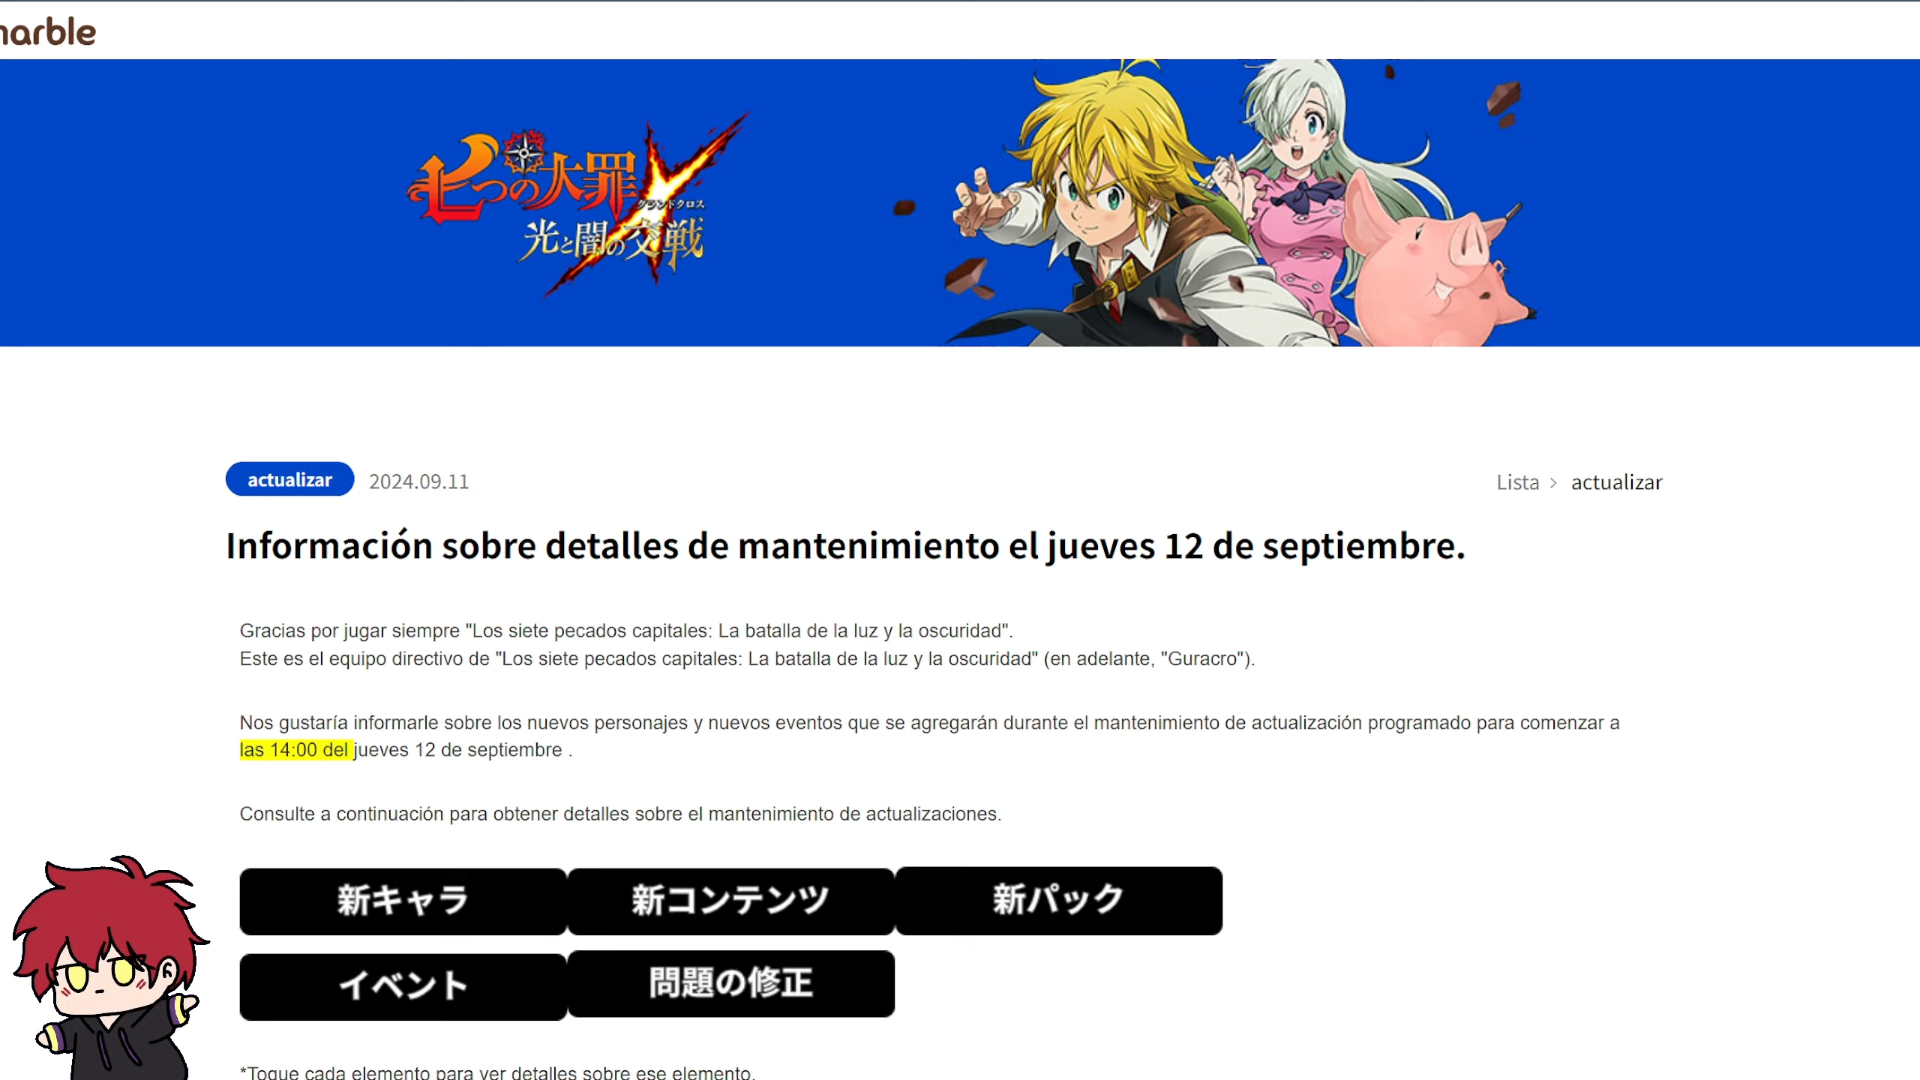 narble
七つの大罪
グランドクロス
光と闇の交戦
actualizar 2024.09.11
Lista > actualizar
Información sobre detalles de mantenimiento el jueves 12 de septiembre.
Gracias por jugar siempre "Los siete pecados capitales: La batalla de la luz y la oscuridad".
Este es el equipo directivo de "Los siete pecados capitales: La batalla de la luz y la oscuridad" (en adelante, "Guracro").
Nos gustaría informarle sobre los nuevos personajes y nuevos eventos que se agregarán durante el mantenimiento de actualización programado para comenzar a
las 14:00 del jueves 12 de septiembre .
Consulte a continuación para obtener detalles sobre el mantenimiento de actualizaciones.
新キャラ 新コンテンツ 新パック
イベント 問題の修正
*Toque cada elemento para ver detalles sobre ese elemento.